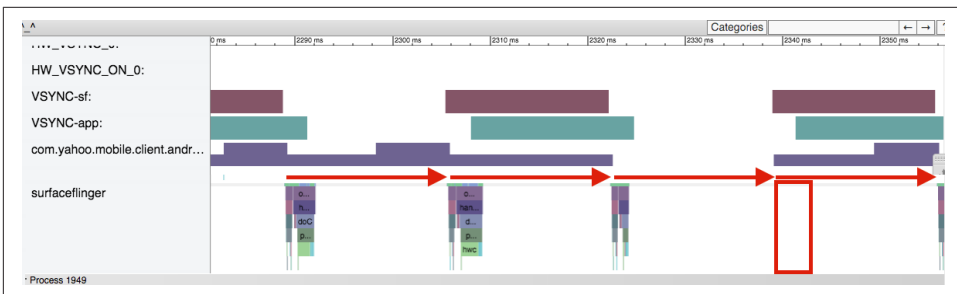 ^_^
Categories
← →
0 ms 2290 ms 2300 ms 2310 ms 2320 ms 2330 ms 2340 ms 2350 ms
HW_VSYNC_ON_0:
VSYNC-sf:
VSYNC-app:
com.yahoo.mobile.client.andr...
surfaceflinger
o... o...
h... han...
doC d...
p... p...
hwc
Process 1949